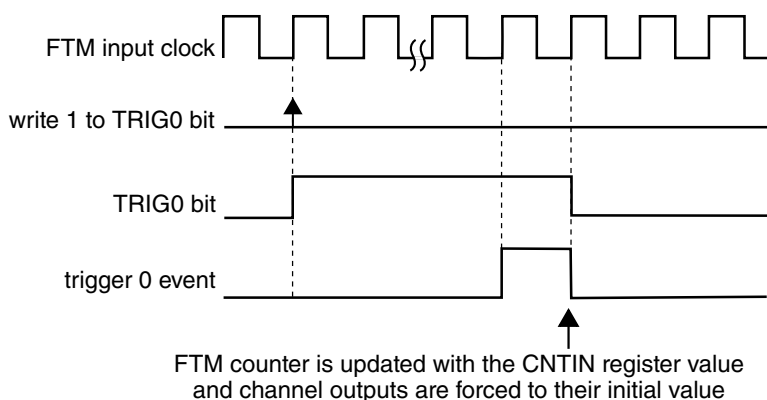 FTM input clock
write 1 to TRIG0 bit
TRIG0 bit
trigger 0 event
FTM counter is updated with the CNTIN register value
and channel outputs are forced to their initial value